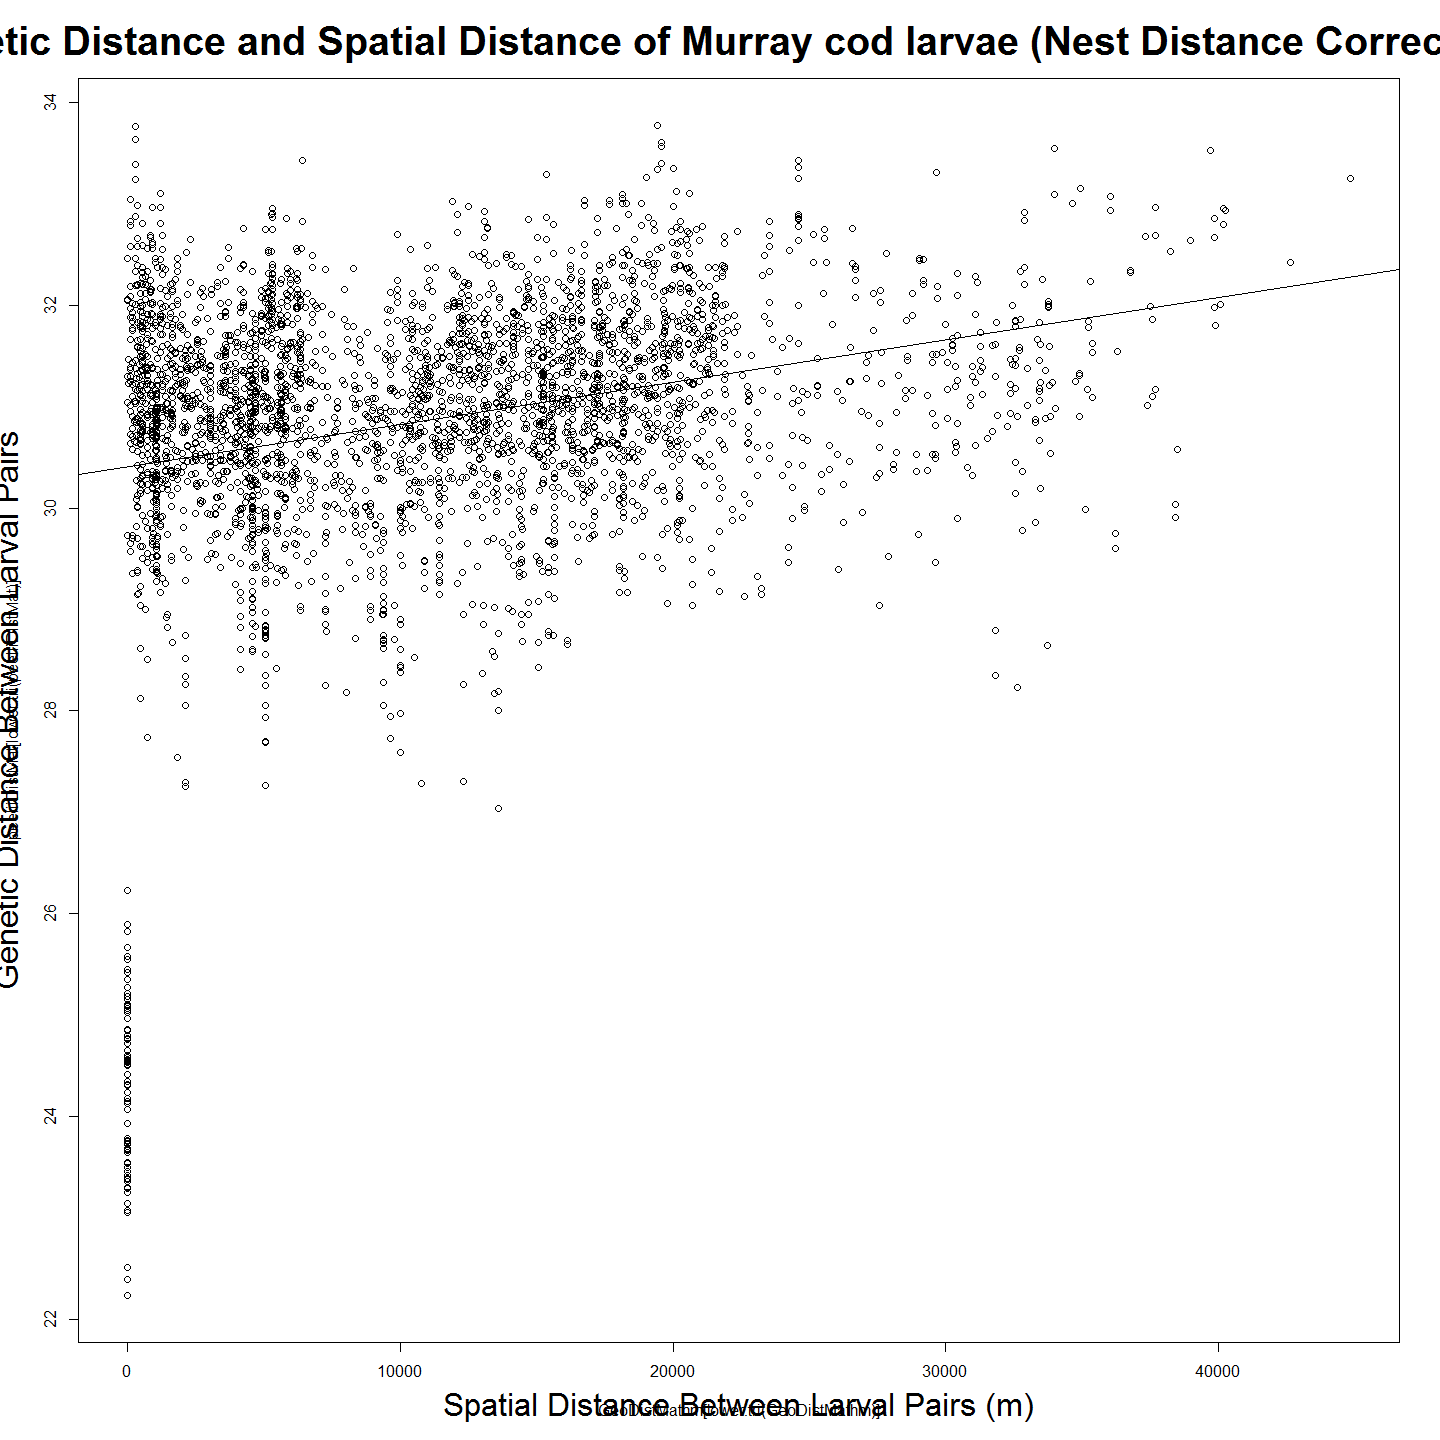 etic Distance and Spatial Distance of Murray cod larvae (Nest Distance Correc
34
32
30
28
26
24
22
Genetic Distance Between Larval Pairs
0 10000 20000 30000 40000
Spatial Distance Between Larval Pairs (m)